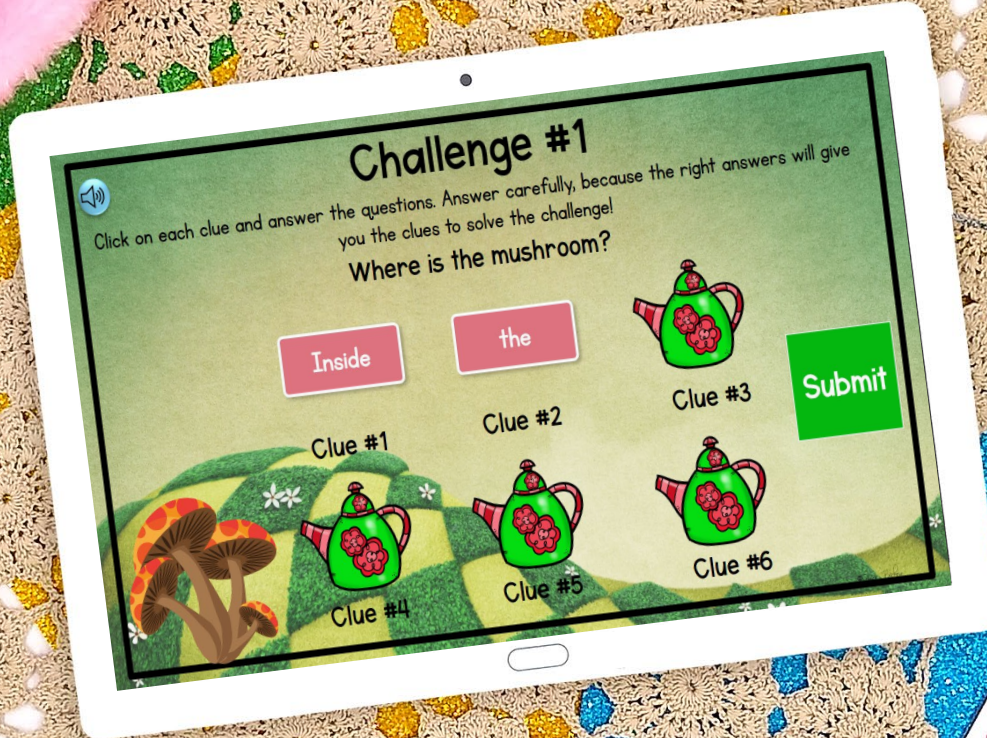 Challenge #1
Click on each clue and answer the questions. Answer carefully, because the right answers will give
you the clues to solve the challenge!
Where is the mushroom?
Inside
the
Clue #1
Clue #2
Clue #3
Submit
Clue #4
Clue #5
Clue #6